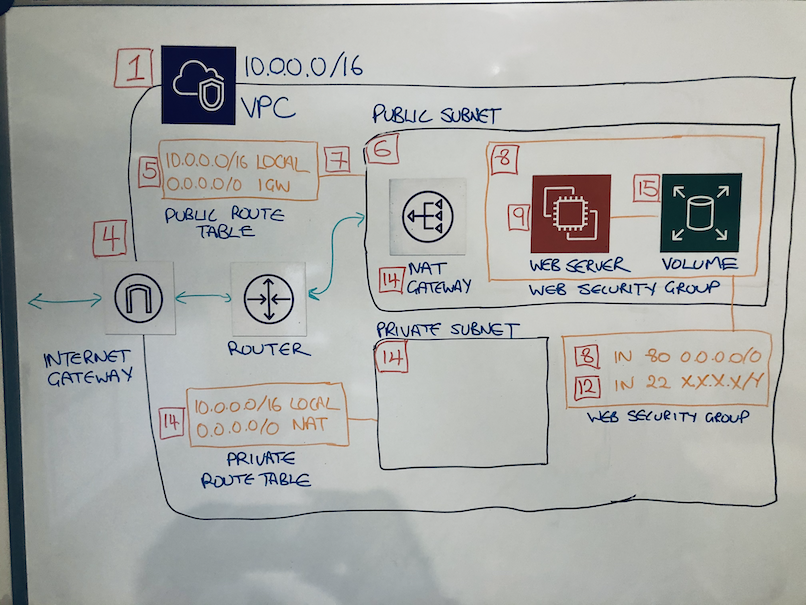 1
10.0.0.0/16
VPC
PUBLIC SUBNET
5
10.0.0.0/16 LOCAL
0.0.0.0/0 IGW
7
PUBLIC ROUTE
TABLE
6
8
9
15
14
NAT
GATEWAY
WEB SERVER
VOLUME
WEB SECURITY GROUP
4
INTERNET
GATEWAY
ROUTER
PRIVATE SUBNET
14
8 IN 80 0.0.0.0/0
12 IN 22 X.X.X.X/Y
WEB SECURITY GROUP
14
10.0.0.0/16 LOCAL
0.0.0.0/0 NAT
PRIVATE
ROUTE TABLE